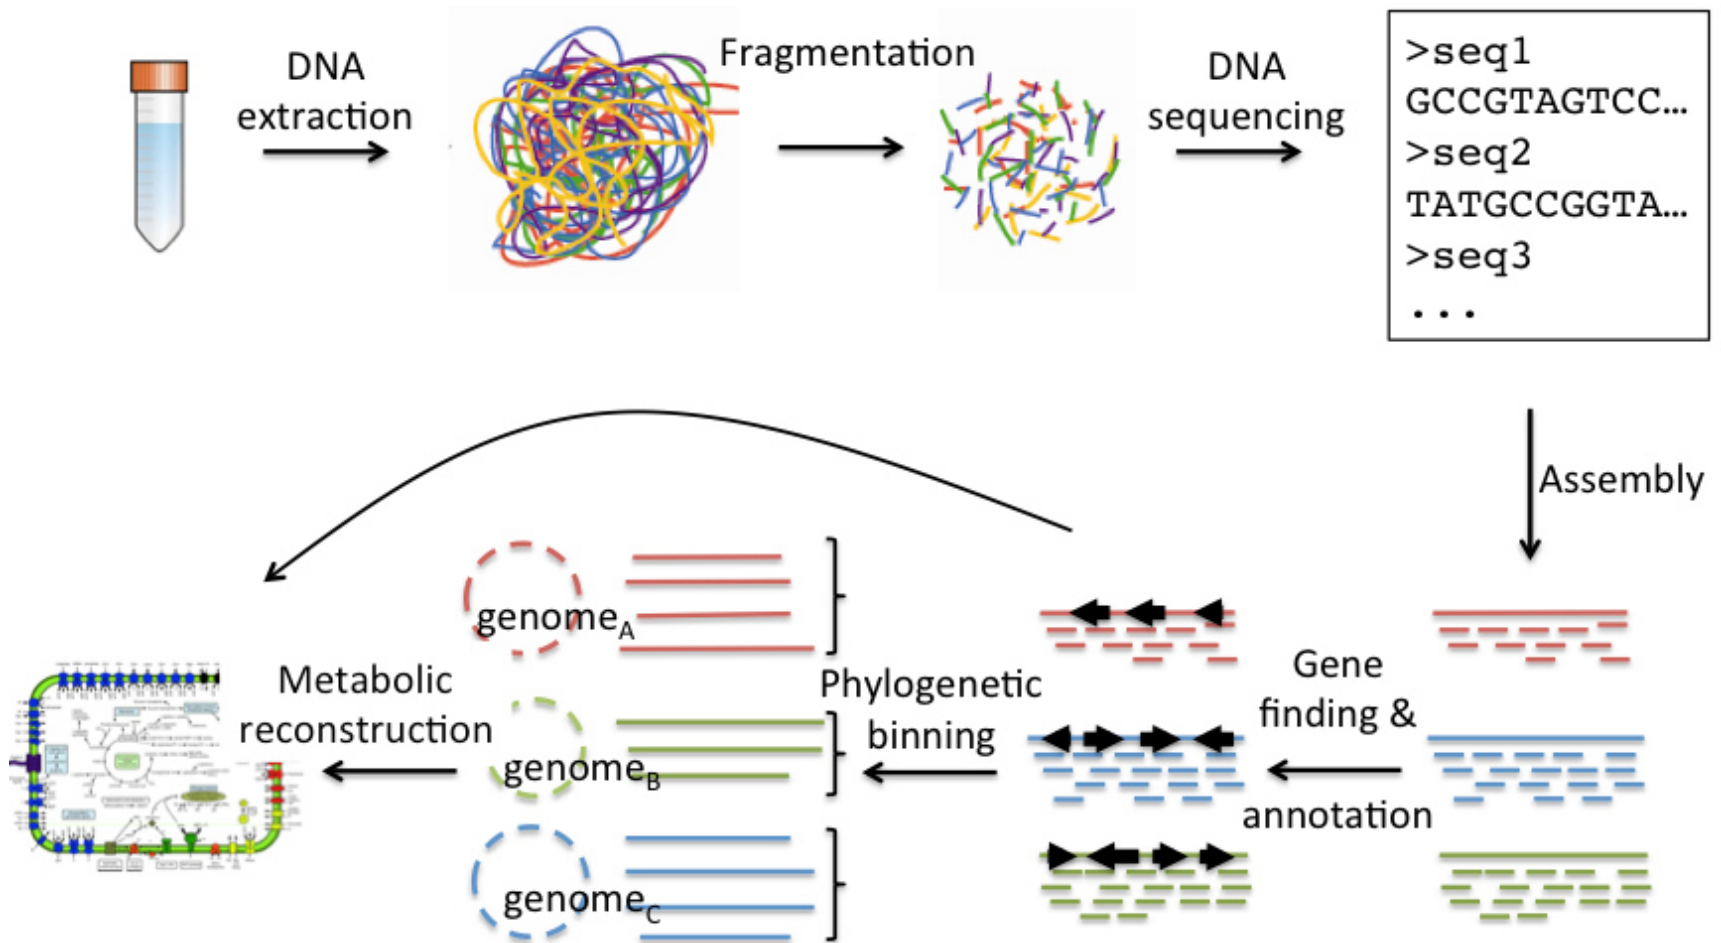 DNA
extraction
Fragmentation
DNA
sequencing
>seq1
GCCGTAGTCC…
>seq2
TATGCCGGTA…
>seq3
...
Assembly
Gene
finding &
annotation
Phylogenetic
binning
genomeA
genomeB
genomeC
Metabolic
reconstruction